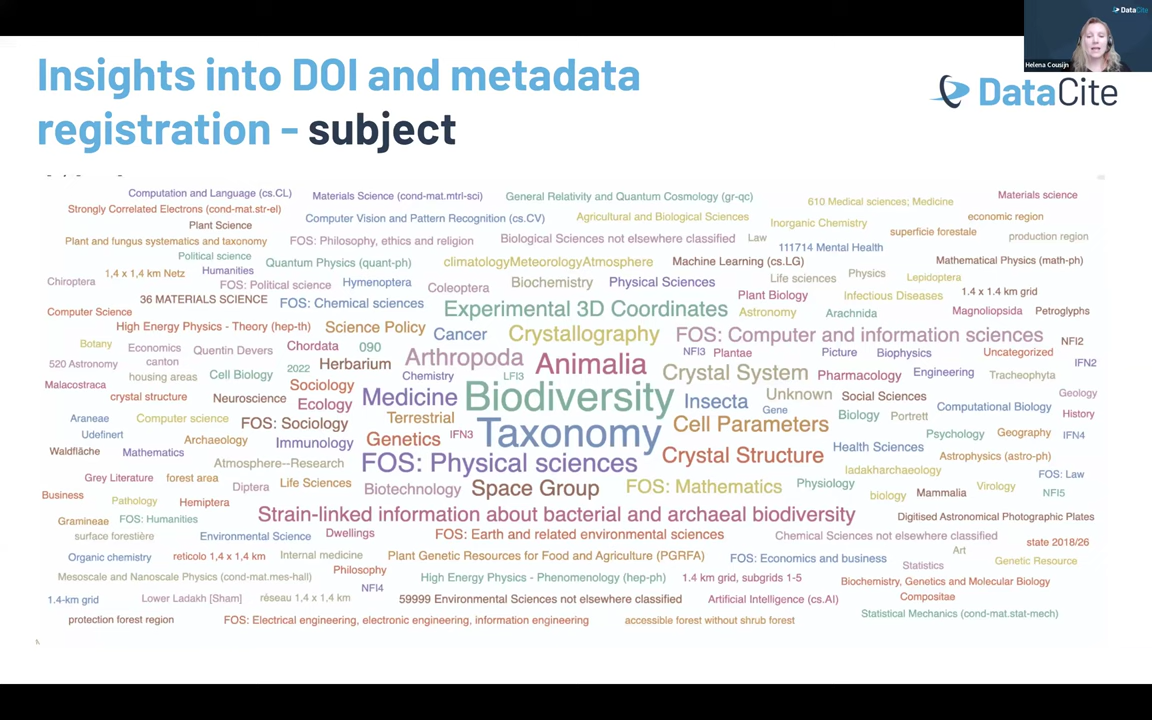 DataCite
Helena Cousijn
Insights into DOI and metadata
registration - subject
DataCite
Computation and Language (cs.CL)
Materials Science (cond-mat.mtrl-sci)
General Relativity and Quantum Cosmology (gr-qc)
610 Medical sciences; Medicine
Materials science
Strongly Correlated Electrons (cond-mat.str-el)
Computer Vision and Pattern Recognition (cs.CV)
Agricultural and Biological Sciences
Inorganic Chemistry
economic region
Plant Science
superficie forestale
Plant and fungus systematics and taxonomy
FOS: Philosophy, ethics and religion
Biological Sciences not elsewhere classified
Law
111714 Mental Health
production region
Political science
Quantum Physics (quant-ph)
climatologyMeteorologyAtmosphere
Machine Learning (cs.LG)
Mathematical Physics (math-ph)
Chiroptera
1,4 x 1,4 km Netz
Humanities
FOS: Political science
Hymenoptera
Coleoptera
Biochemistry
Physical Sciences
Life sciences
Physics
Lepidoptera
36 MATERIALS SCIENCE
FOS: Chemical sciences
Experimental 3D Coordinates
Plant Biology
Infectious Diseases
1.4 x 1.4 km grid
Computer Science
Astronomy
Arachnida
Magnoliopsida
Petroglyphs
High Energy Physics - Theory (hep-th)
Science Policy
Cancer
Crystallography
FOS: Computer and information sciences
Botany
Economics
Quentin Devers
Chordata
090
NFI2
520 Astronomy
canton
2022
Herbarium
Arthropoda
Animalia
NFI3
Plantae
Picture
Biophysics
Uncategorized
IFN2
housing areas
Cell Biology
Chemistry
LFI3
Crystal System
Pharmacology
Engineering
Tracheophyta
Malacostraca
Sociology
crystal structure
Neuroscience
Ecology
Medicine
Biodiversity
Insecta
Unknown
Social Sciences
Computational Biology
Geology
Araneae
Computer science
FOS: Sociology
Terrestrial
Gene
Biology
Portrett
History
Udefinert
Archaeology
Immunology
Genetics
IFN3
Taxonomy
Cell Parameters
Psychology
Geography
IFN4
Waldfläche
Mathematics
Health Sciences
Astrophysics (astro-ph)
Atmosphere--Research
FOS: Physical sciences
Crystal Structure
ladakharchaeology
FOS: Law
Grey Literature
forest area
Diptera
Life Sciences
Biotechnology
Space Group
FOS: Mathematics
Physiology
biology
Mammalia
Virology
NFI5
Business
Pathology
Hemiptera
Gramineae
FOS: Humanities
Strain-linked information about bacterial and archaeal biodiversity
Digitised Astronomical Photographic Plates
surface forestière
Environmental Science
Dwellings
FOS: Earth and related environmental sciences
Chemical Sciences not elsewhere classified
state 2018/26
Organic chemistry
reticolo 1,4 x 1,4 km
Internal medicine
Plant Genetic Resources for Food and Agriculture (PGRFA)
FOS: Economics and business
Art
Statistics
Genetic Resource
Mesoscale and Nanoscale Physics (cond-mat.mes-hall)
Philosophy
High Energy Physics - Phenomenology (hep-ph)
1.4 km grid, subgrids 1-5
Biochemistry, Genetics and Molecular Biology
NFI4
1.4-km grid
Lower Ladakh [Sham]
réseau 1,4 x 1,4 km
59999 Environmental Sciences not elsewhere classified
Artificial Intelligence (cs.AI)
Compositae
protection forest region
FOS: Electrical engineering, electronic engineering, information engineering
accessible forest without shrub forest
Statistical Mechanics (cond-mat.stat-mech)